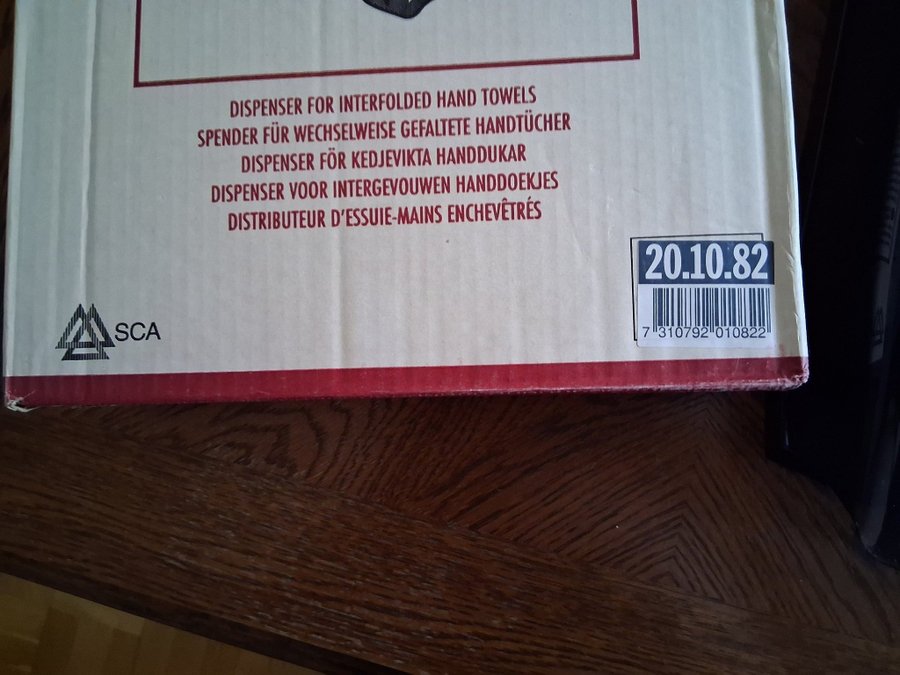 DISPENSER FOR INTERFOLDED HAND TOWELS
SPENDER FÜR WECHSELWEISE GEFALTETE HANDTÜCHER
DISPENSER FÖR KEDJEVIKTA HANDDUKAR
DISPENSER VOOR INTERGEVOUWEN HANDDOEKJES
DISTRIBUTEUR D'ESSUIE-MAINS ENCHEVÊTRÉS
20.10.82
7 310792 010822
SCA